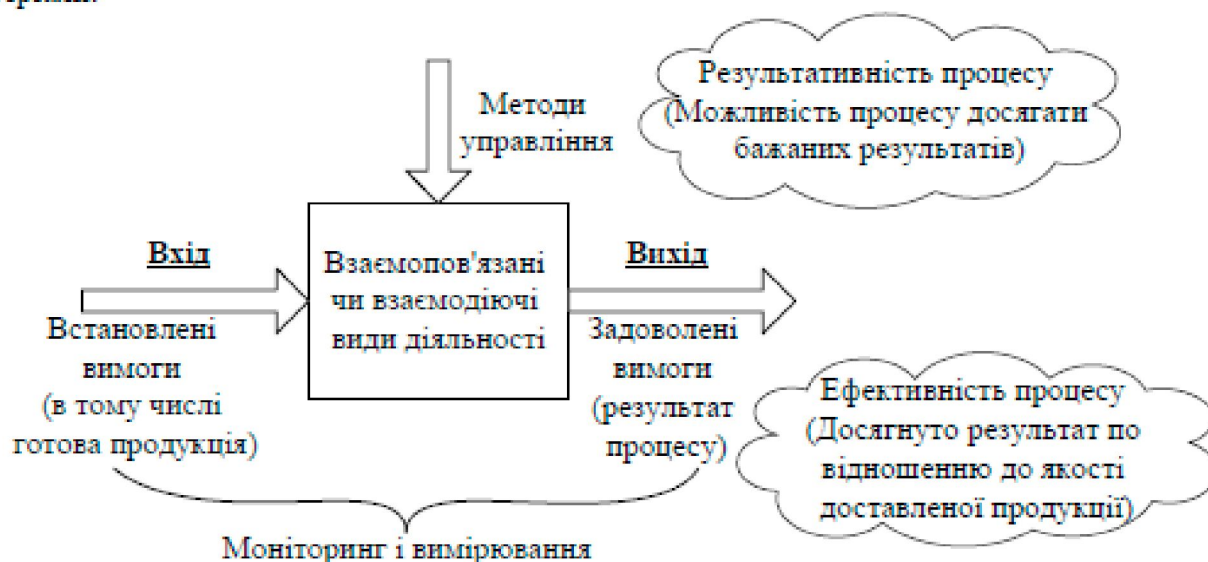 Результативність процесу
(Можливість процесу досягати
бажаних результатів)
Методи
управління
Вхід
Взаємопов'язані
чи взаємодіючі
види діяльності
Вихід
Встановлені
вимоги
(в тому числі
готова продукція)
Задоволені
вимоги
(результат
процесу)
Ефективність процесу
(Досягнуто результат по
відношенню до якості
доставленої продукції)
Моніторинг і вимірювання